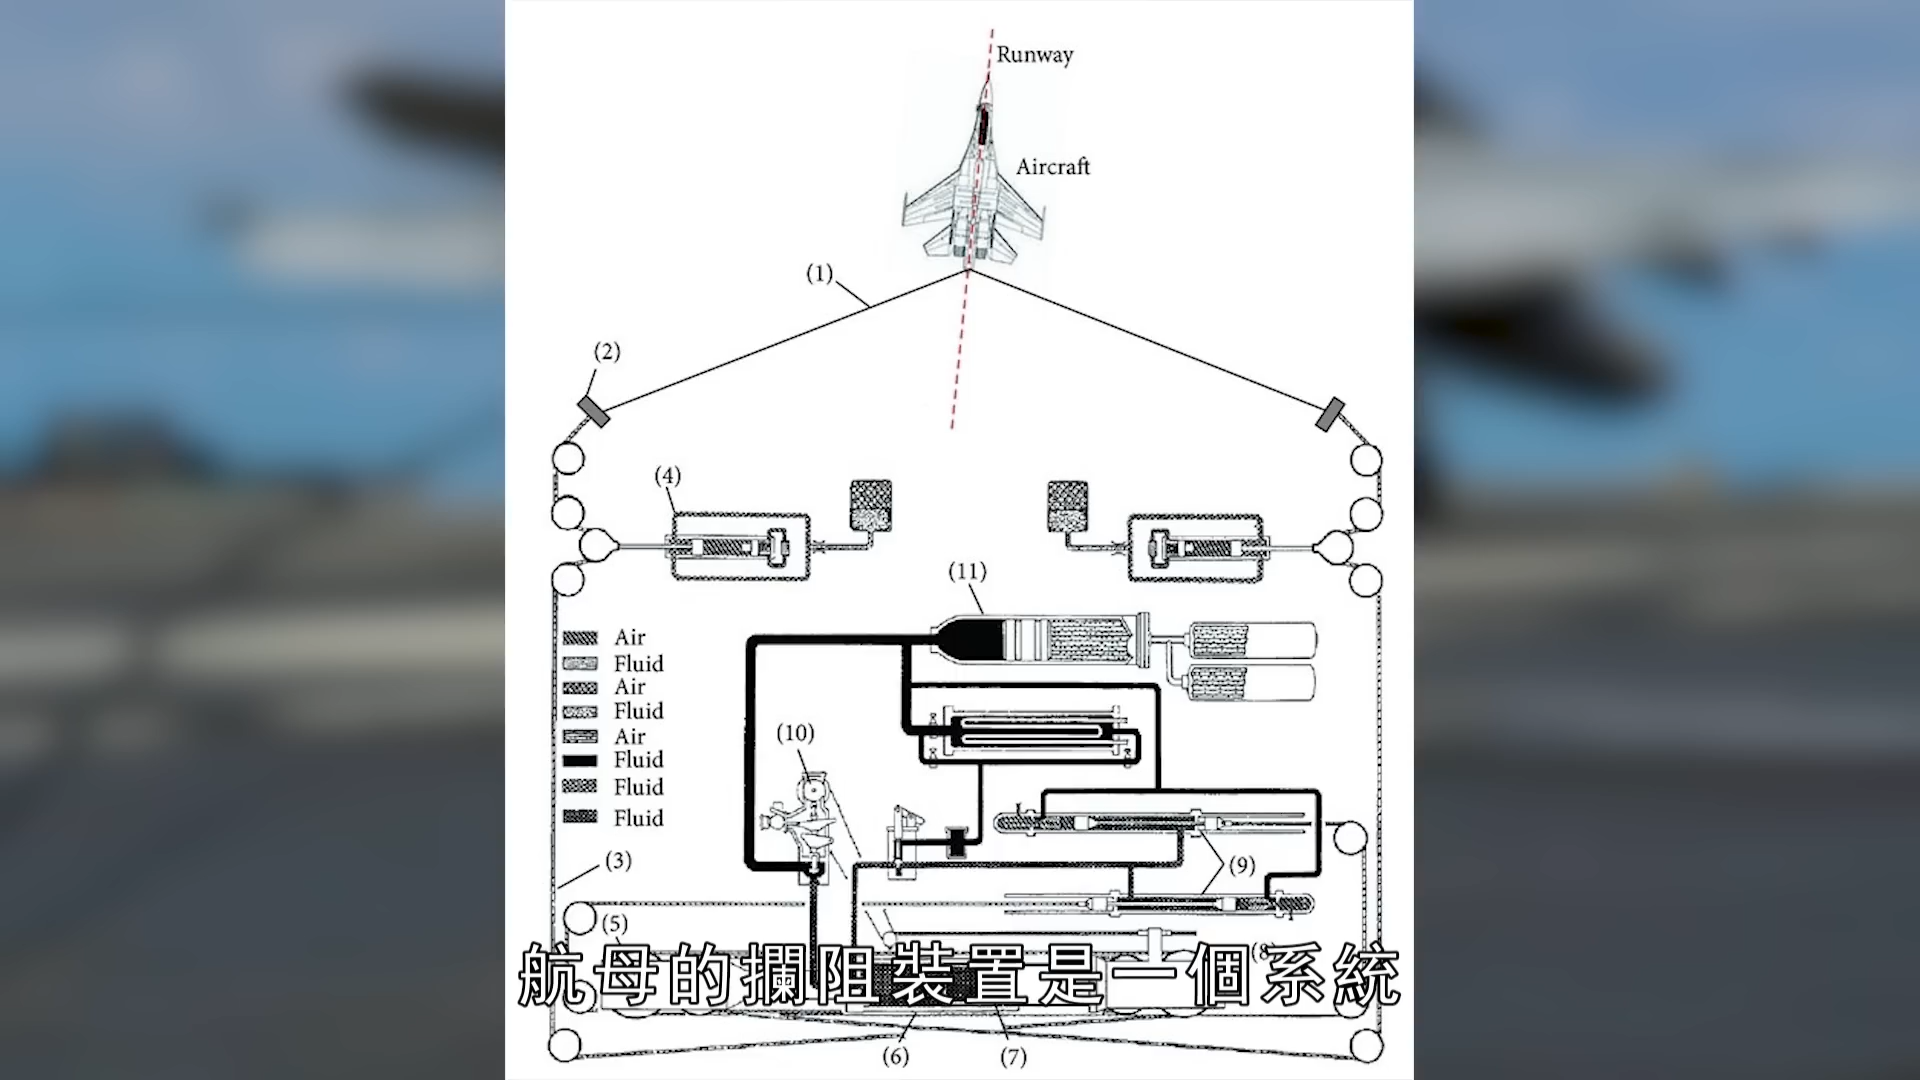 Runway
Aircraft
(1)
(2)
(4)
(11)
Air
Fluid
Air
Fluid
Air
Fluid
Fluid
Fluid
(10)
(3)
(9)
(5)
(8)
航母的攔阻裝置是一個系統
(6)
(7)